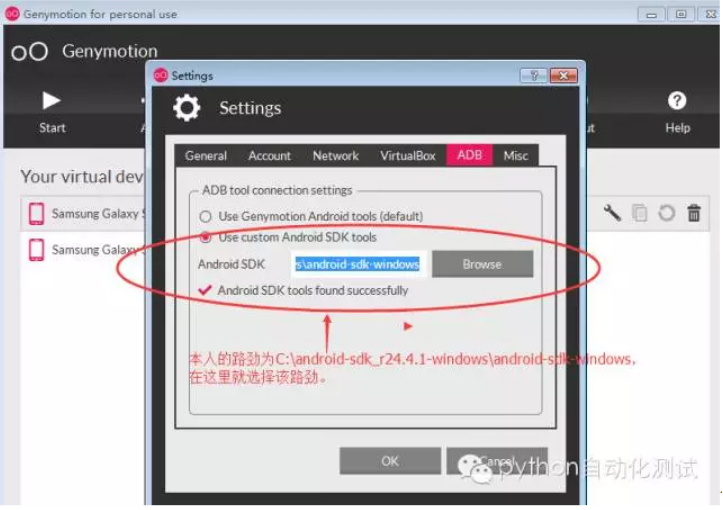 Genymotion for personal use
Genymotion
Settings
Settings
Start
Help
General Account Network VirtualBox ADB Misc
Your virtual dev
ADB tool connection settings
Samsung Galaxy S
Use Genymotion Android tools (default)
Use custom Android SDK tools
Samsung Galaxy
Android SDK s\android-sdk-windows Browse
Android SDK tools found successfully
本人的路劲为C:\android-sdk_r24.4.1-windows\android-sdk-windows，
在这里就选择该路劲。
OK Cancel
python自动化测试